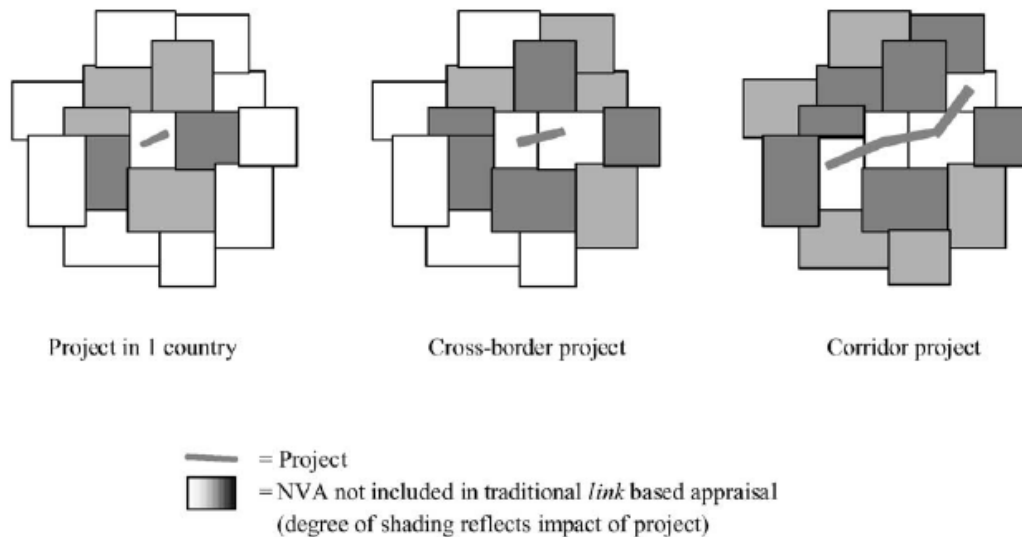 Project in 1 country
Cross-border project
Corridor project
= Project
= NVA not included in traditional link based appraisal
(degree of shading reflects impact of project)